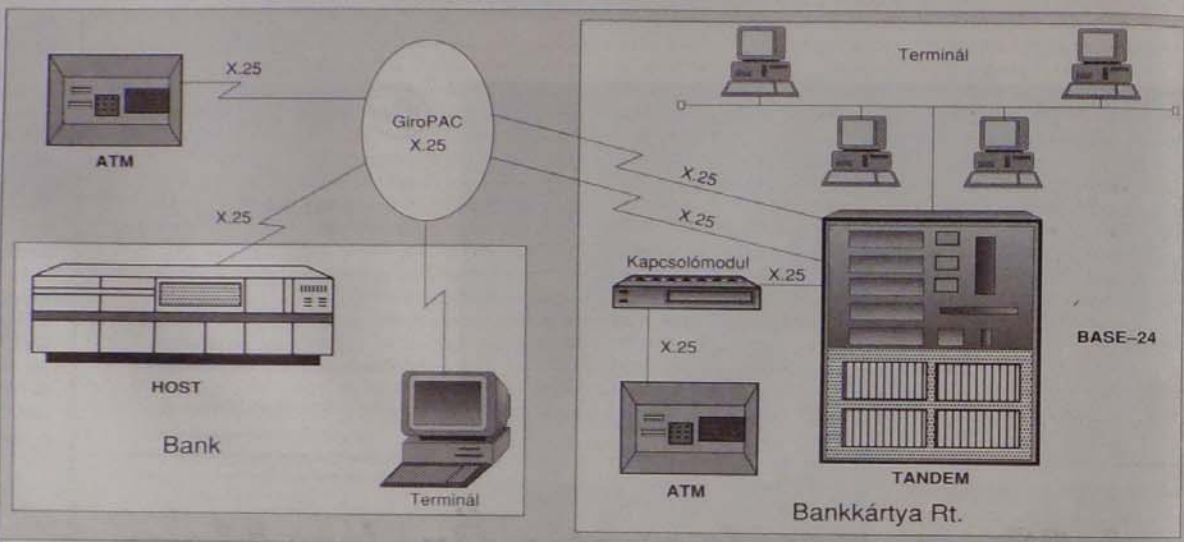 X.25
ATM
GiroPAC
X.25
X.25
HOST
Bank
Terminál
Terminál
X.25
X.25
Kapcsolómodul
X.25
X.25
ATM
BASE–24
TANDEM
Bankkártya Rt.